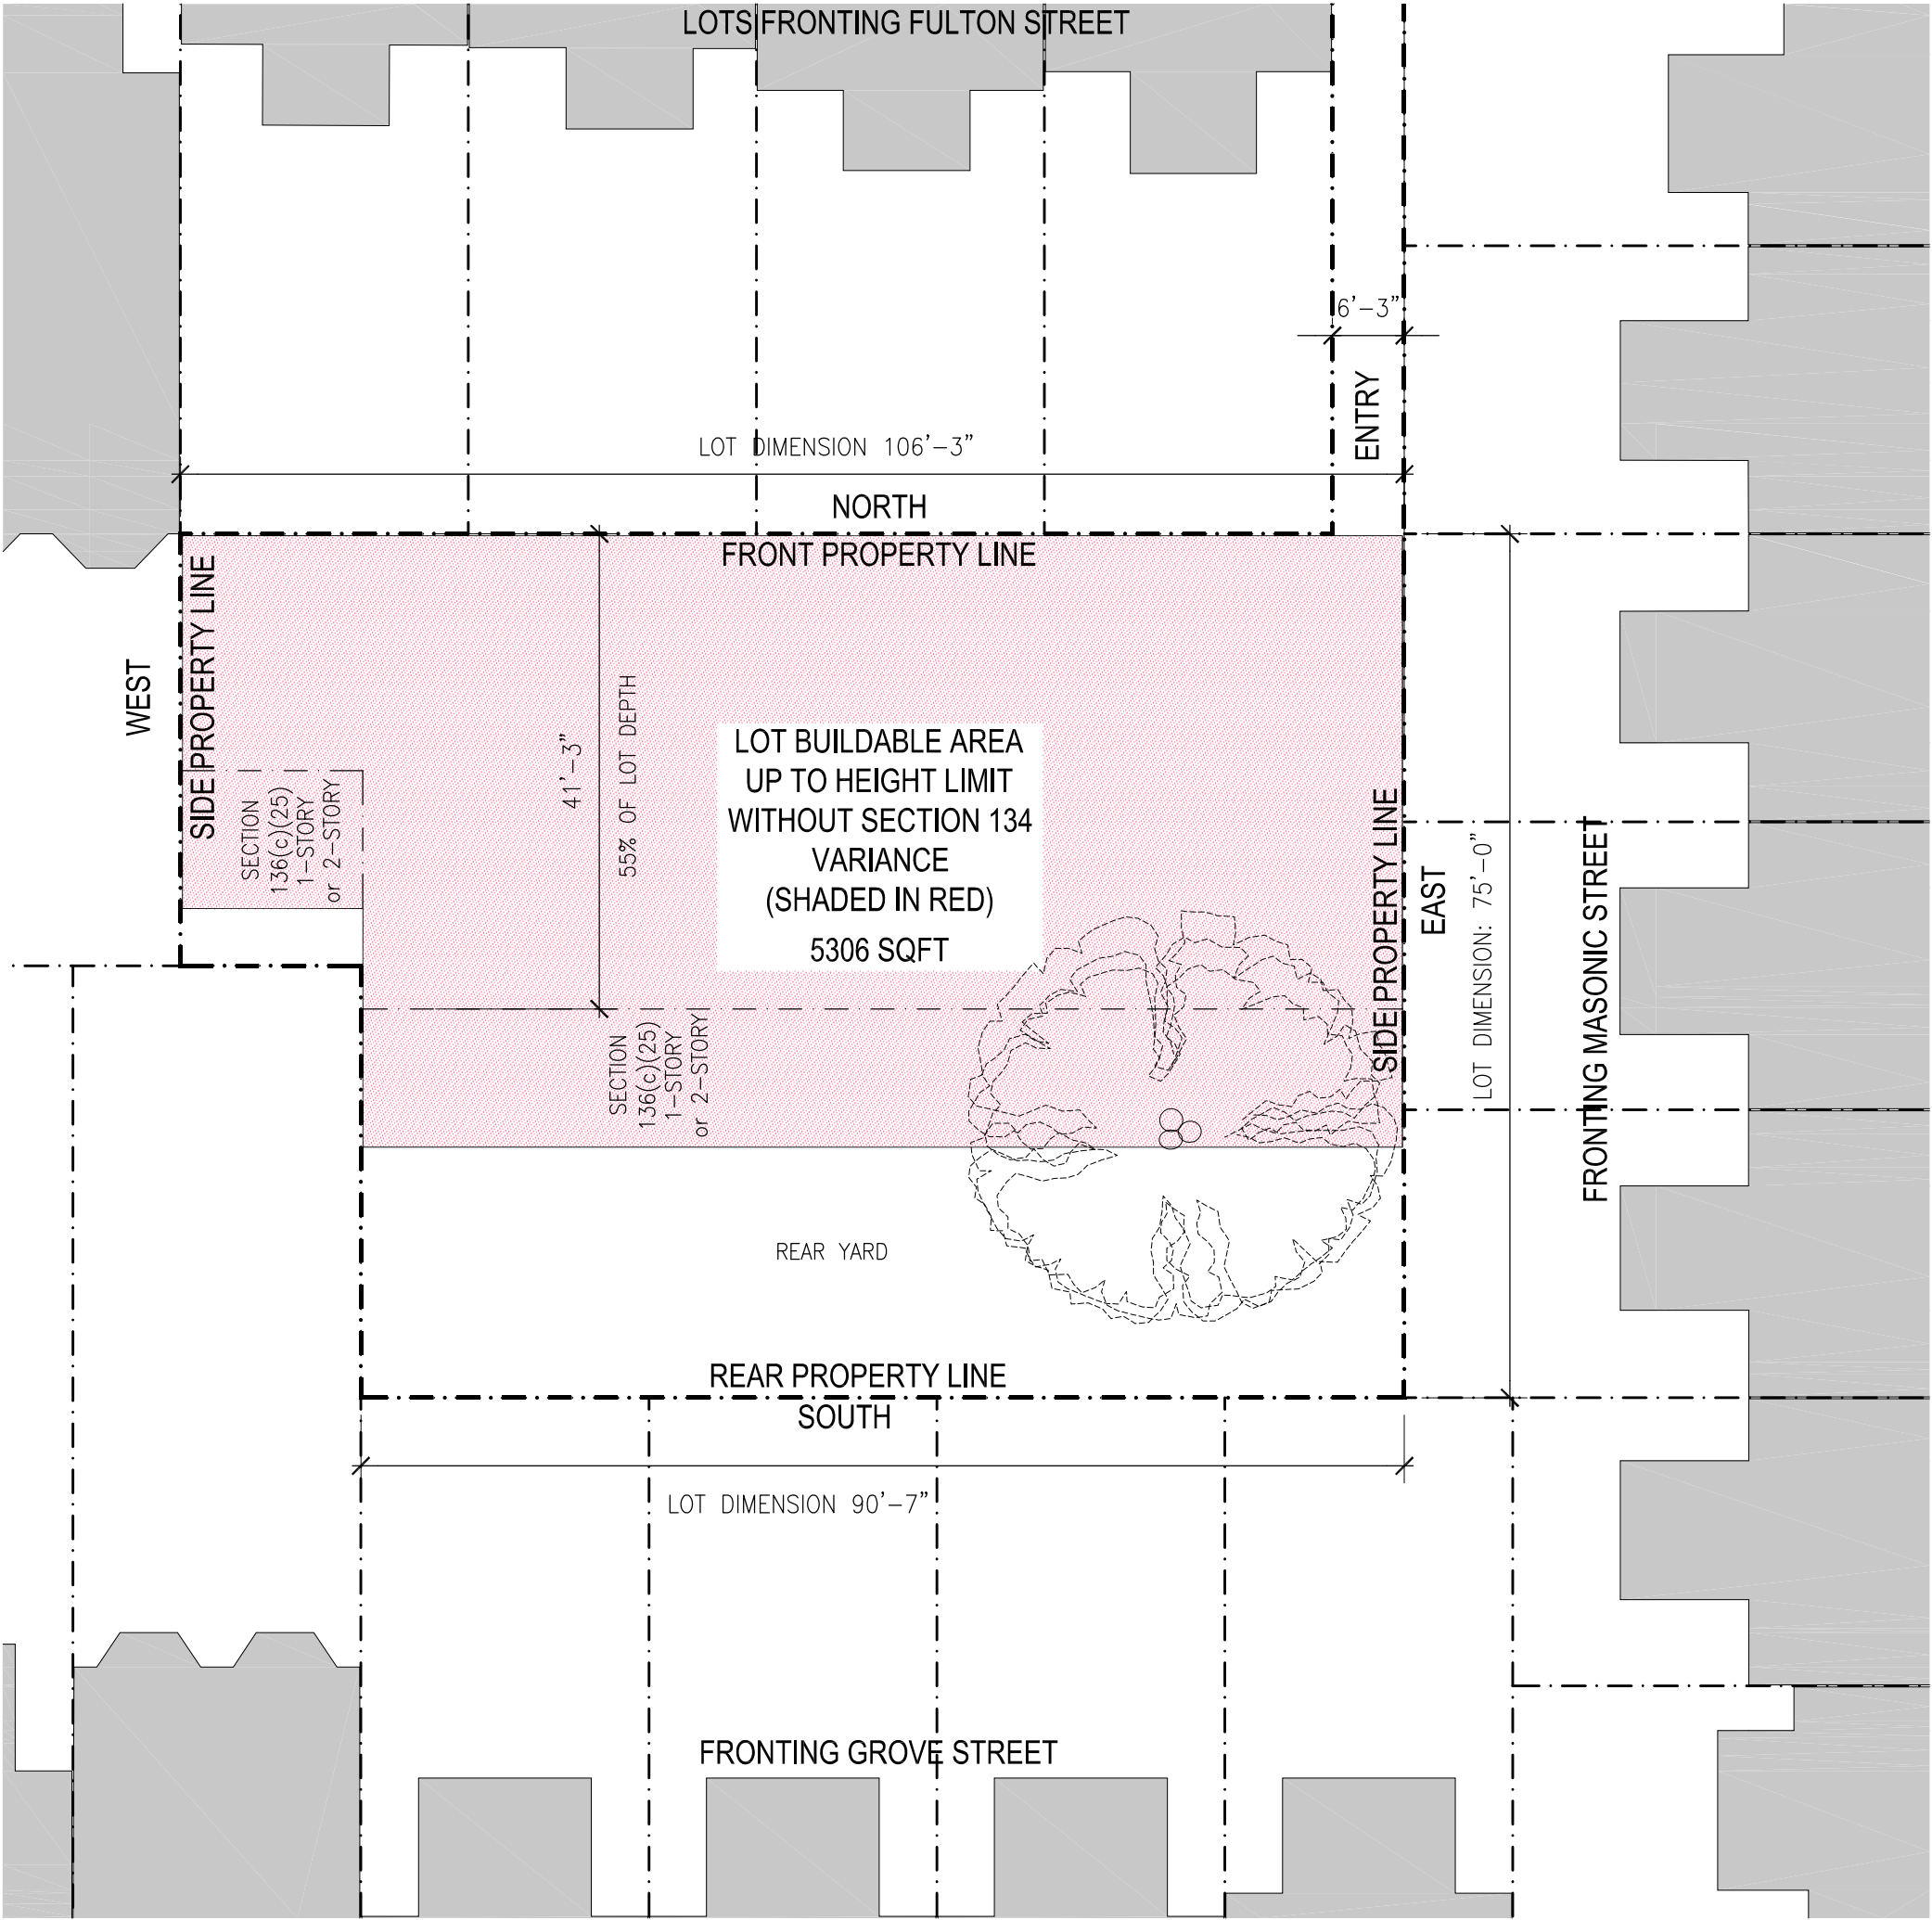 LOTS FRONTING FULTON STREET
6'-3"
ENTRY
LOT DIMENSION 106'-3"
NORTH
FRONT PROPERTY LINE
WEST
SIDE PROPERTY LINE
SECTION
136(c)(25)
1-STORY
or 2-STORY
41'-3"
55% OF LOT DEPTH
LOT BUILDABLE AREA
UP TO HEIGHT LIMIT
WITHOUT SECTION 134
VARIANCE
(SHADED IN RED)
5306 SQFT
SIDE PROPERTY LINE
EAST
LOT DIMENSION: 75'-0"
FRONTING MASONIC STREET
SECTION
136(c)(25)
1-STORY
or 2-STORY
REAR YARD
REAR PROPERTY LINE
SOUTH
LOT DIMENSION 90'-7"
FRONTING GROVE STREET